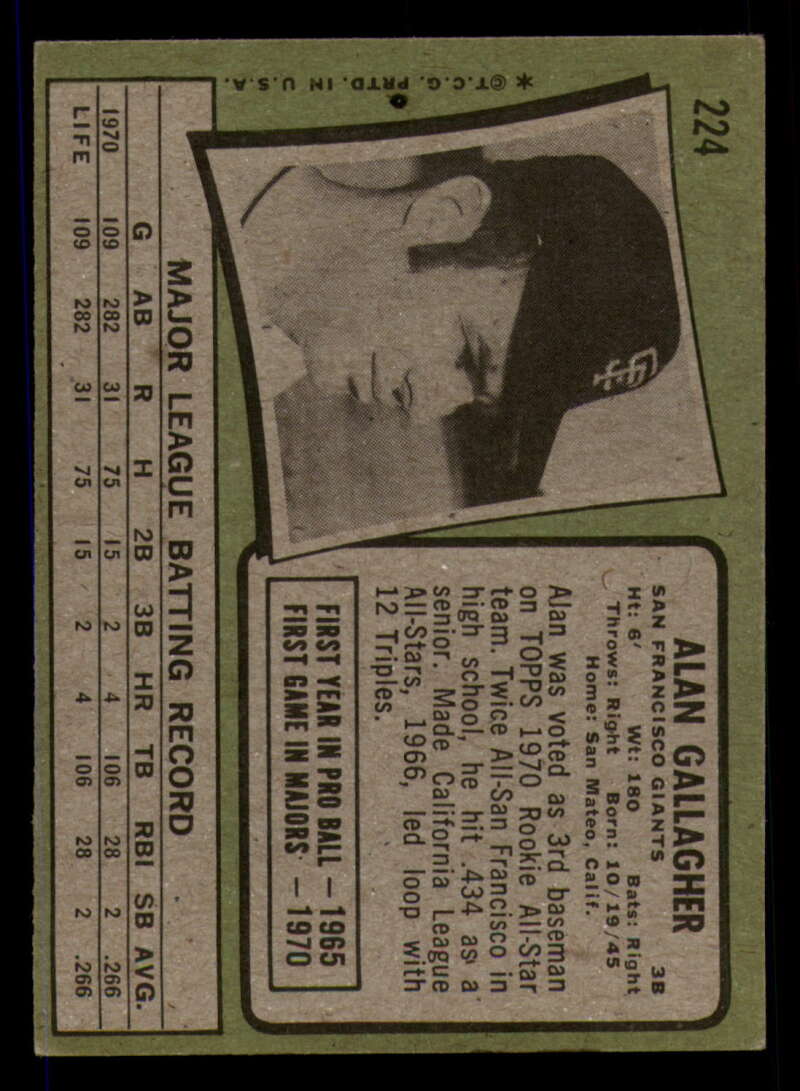 224
ALAN GALLAGHER
SAN FRANCISCO GIANTS 3B
Ht: 6' Wt: 180 Bats: Right
Throws: Right Born: 10/19/45
Home: San Mateo, Calif.
Alan was voted as 3rd baseman
on TOPPS 1970 Rookie All-Star
team. Twice All-San Francisco in
high school, he hit .434 as a
senior. Made California League
All-Stars, 1966, led loop with
12 Triples.
FIRST YEAR IN PRO BALL — 1965
FIRST GAME IN MAJORS — 1970
SF
* © T.C.G. PRTD. IN U.S.A.
MAJOR LEAGUE BATTING RECORD
G AB R H 2B 3B HR TB RBI SB AVG.
1970 109 282 31 75 15 2 4 106 28 2 .266
LIFE 109 282 31 75 15 2 4 106 28 2 .266